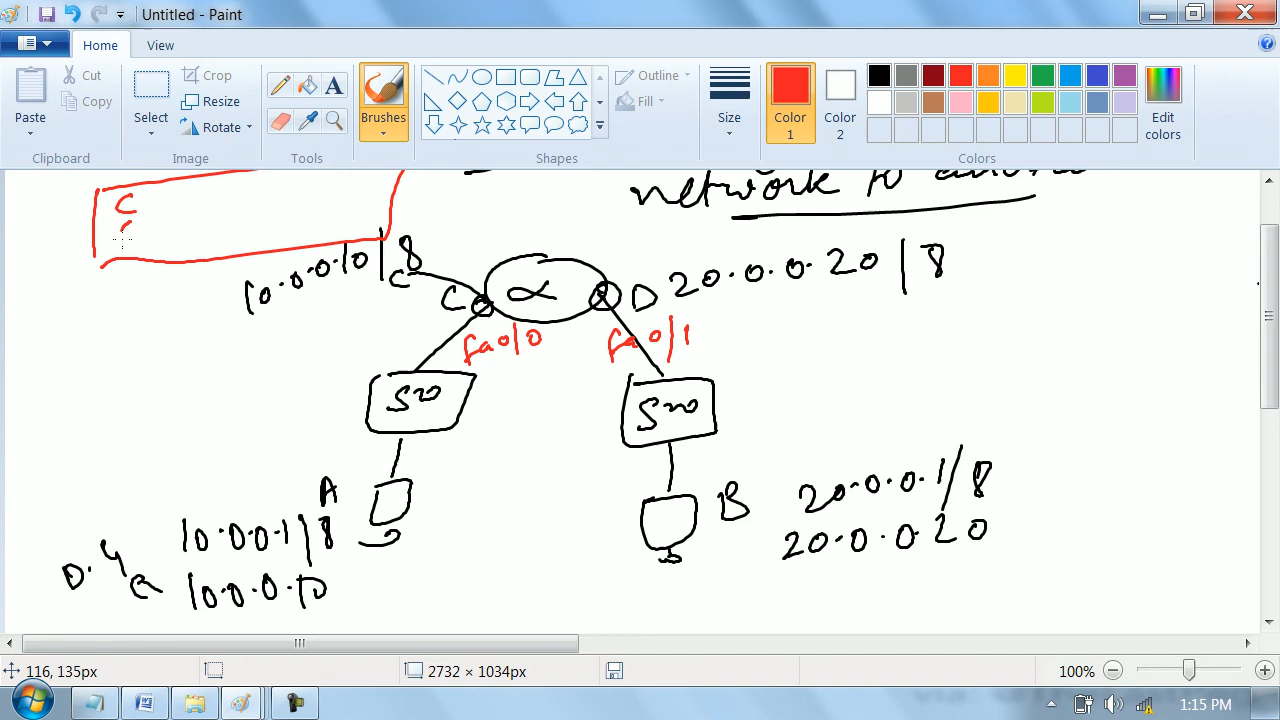 Untitled - Paint
Home View
Paste
Cut
Copy
Clipboard
Select
Crop
Resize
Rotate
Image
Tools
Brushes
Shapes
Outline
Fill
Size
Color 1
Color 2
Edit colors
Colors
network to
C
C
10.0.0.10 | 8
C
C
D
20.0.0.20 | 8
fa0/0
fa0/1
A
B
10.0.0.1 | 8
20.0.0.1/8
20.0.0.20
10.0.0.10
116, 135px
2732 × 1034px
100%
1:15 PM